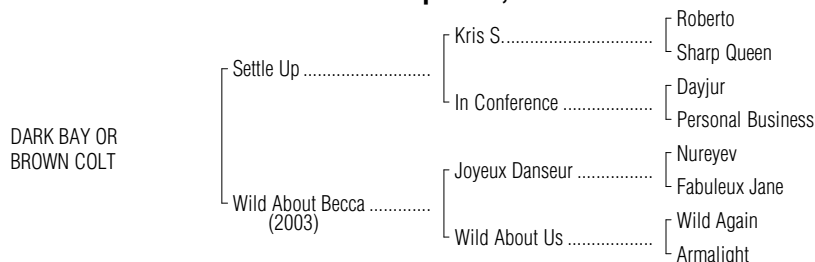 Roberto
Kris S.
Sharp Queen
Settle Up
Dayjur
In Conference
Personal Business
DARK BAY OR
BROWN COLT
Nureyev
Joyeux Danseur
Fabuleux Jane
Wild About Becca
(2003)
Wild Again
Wild About Us
Armalight